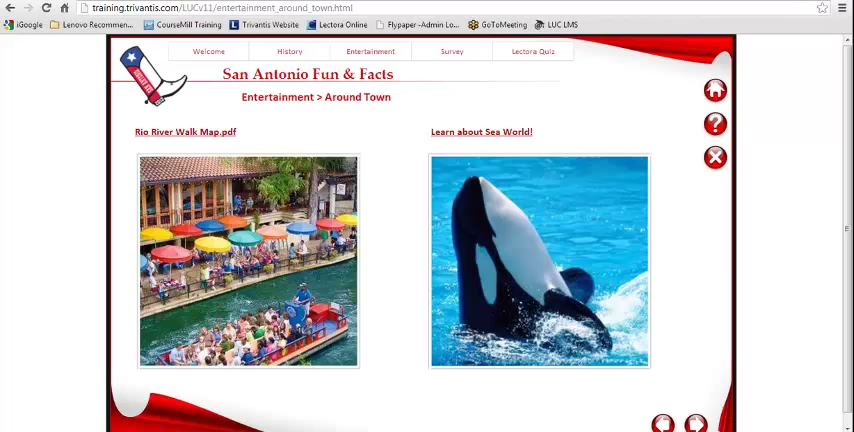 training.trivantis.com/LUCv11/entertainment_around_town.html
iGoogle Lenovo Recommen... CourseMill Training Trivantis Website Lectora Online Flypaper -Admin Lo... GoToMeeting LUC LMS
Welcome History Entertainment Survey Lectora Quiz
San Antonio Fun & Facts
Entertainment > Around Town
Rio River Walk Map.pdf Learn about Sea World!
?